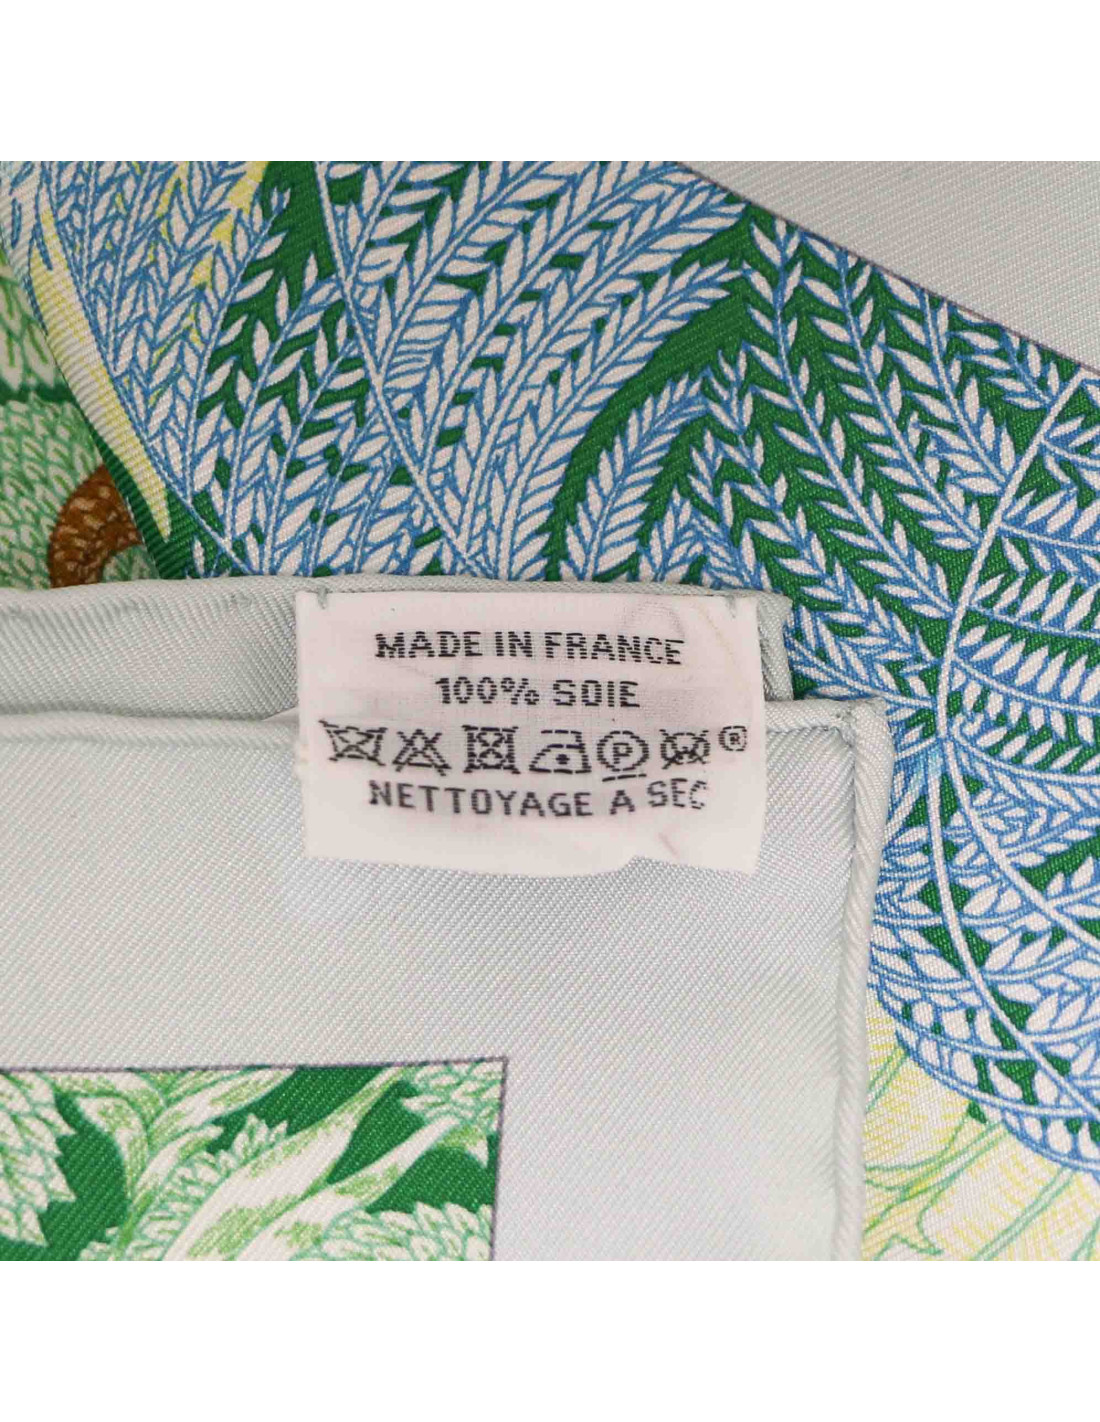 MADE IN FRANCE
100% SOIE
P ®
NETTOYAGE A SEC